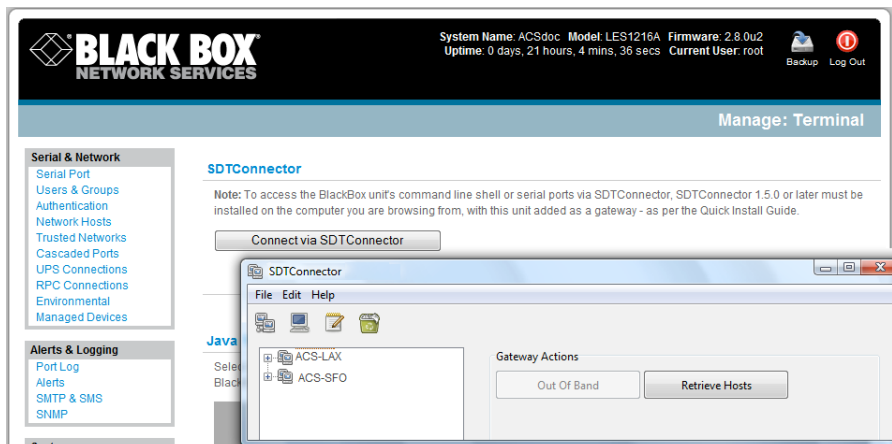 System Name: ACSdoc Model: LES1216A Firmware: 2.8.0u2
Uptime: 0 days, 21 hours, 4 mins, 36 secs Current User: root
BLACK BOX
NETWORK SERVICES
Backup Log Out
Manage: Terminal
Serial & Network
Serial Port
Users & Groups
Authentication
Network Hosts
Trusted Networks
Cascaded Ports
UPS Connections
RPC Connections
Environmental
Managed Devices
Alerts & Logging
Port Log
Alerts
SMTP & SMS
SNMP
SDTConnector
Note: To access the BlackBox unit's command line shell or serial ports via SDTConnector, SDTConnector 1.5.0 or later must be
installed on the computer you are browsing from, with this unit added as a gateway - as per the Quick Install Guide.
Connect via SDTConnector
Java
Selec
Black
SDTConnector
File Edit Help
ACS-LAX
ACS-SFO
Gateway Actions
Out Of Band
Retrieve Hosts